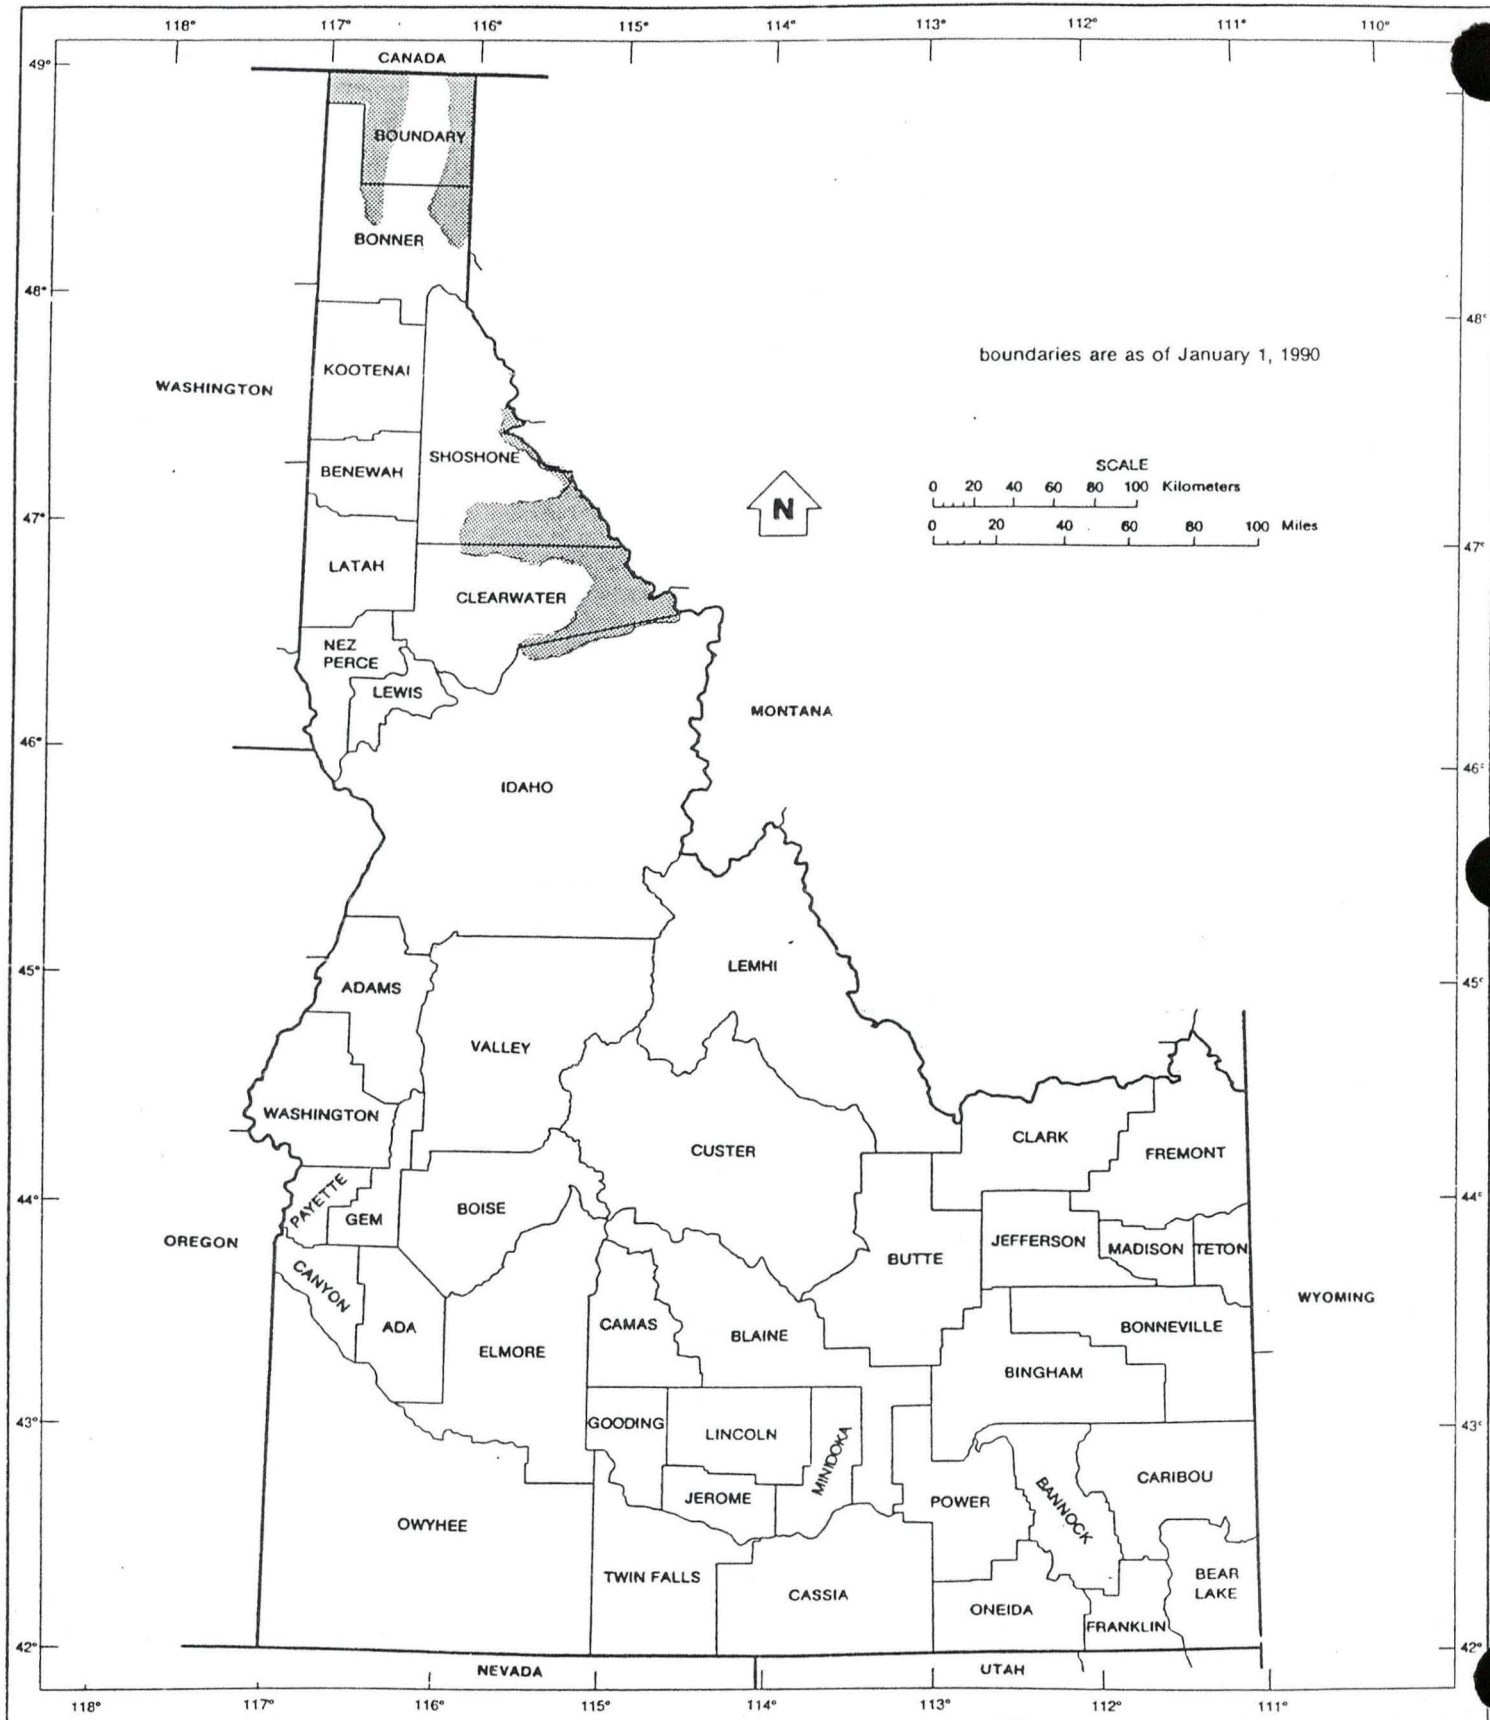 118° 117° 116° 115° 114° 113° 112° 111° 110°
CANADA
49°
BOUNDARY
BONNER
48° 48°
boundaries are as of January 1, 1990
KOOTENAI
WASHINGTON
SHOSHONE
BENEWAH
SCALE
0 20 40 60 80 100 Kilometers
0 20 40 60 80 100 Miles
N
47° 47°
LATAH
CLEARWATER
NEZ
PERCE
LEWIS
MONTANA
46° 46°
IDAHO
LEMHI
45° 45°
ADAMS
VALLEY
WASHINGTON
CUSTER
CLARK
FREMONT
44° 44°
PAYETTE
GEM
BOISE
OREGON
BUTTE
JEFFERSON
MADISON
TETON
CANYON
ADA
ELMORE
CAMAS
BLAINE
WYOMING
BONNEVILLE
BINGHAM
43° 43°
GOODING
LINCOLN
MINIDOKA
JEROME
POWER
BANNOCK
CARIBOU
OWYHEE
TWIN FALLS
CASSIA
ONEIDA
FRANKLIN
BEAR
LAKE
42° 42°
NEVADA
UTAH
118° 117° 116° 115° 114° 113° 112° 111°